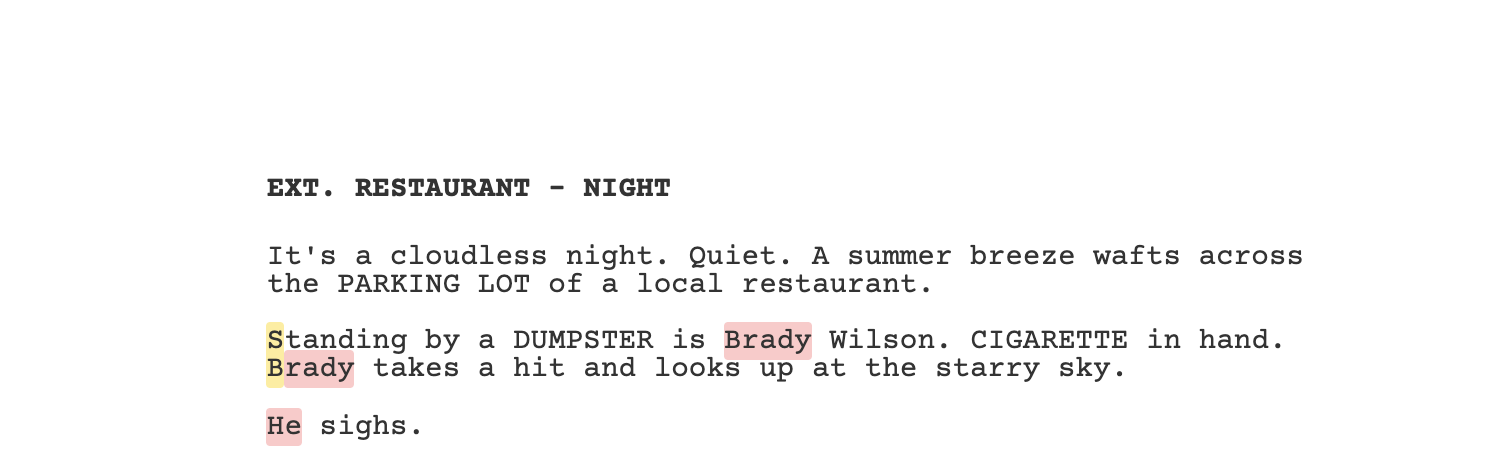 EXT. RESTAURANT - NIGHT
It's a cloudless night. Quiet. A summer breeze wafts across
the PARKING LOT of a local restaurant.
Standing by a DUMPSTER is Brady Wilson. CIGARETTE in hand.
Brady takes a hit and looks up at the starry sky.
He sighs.